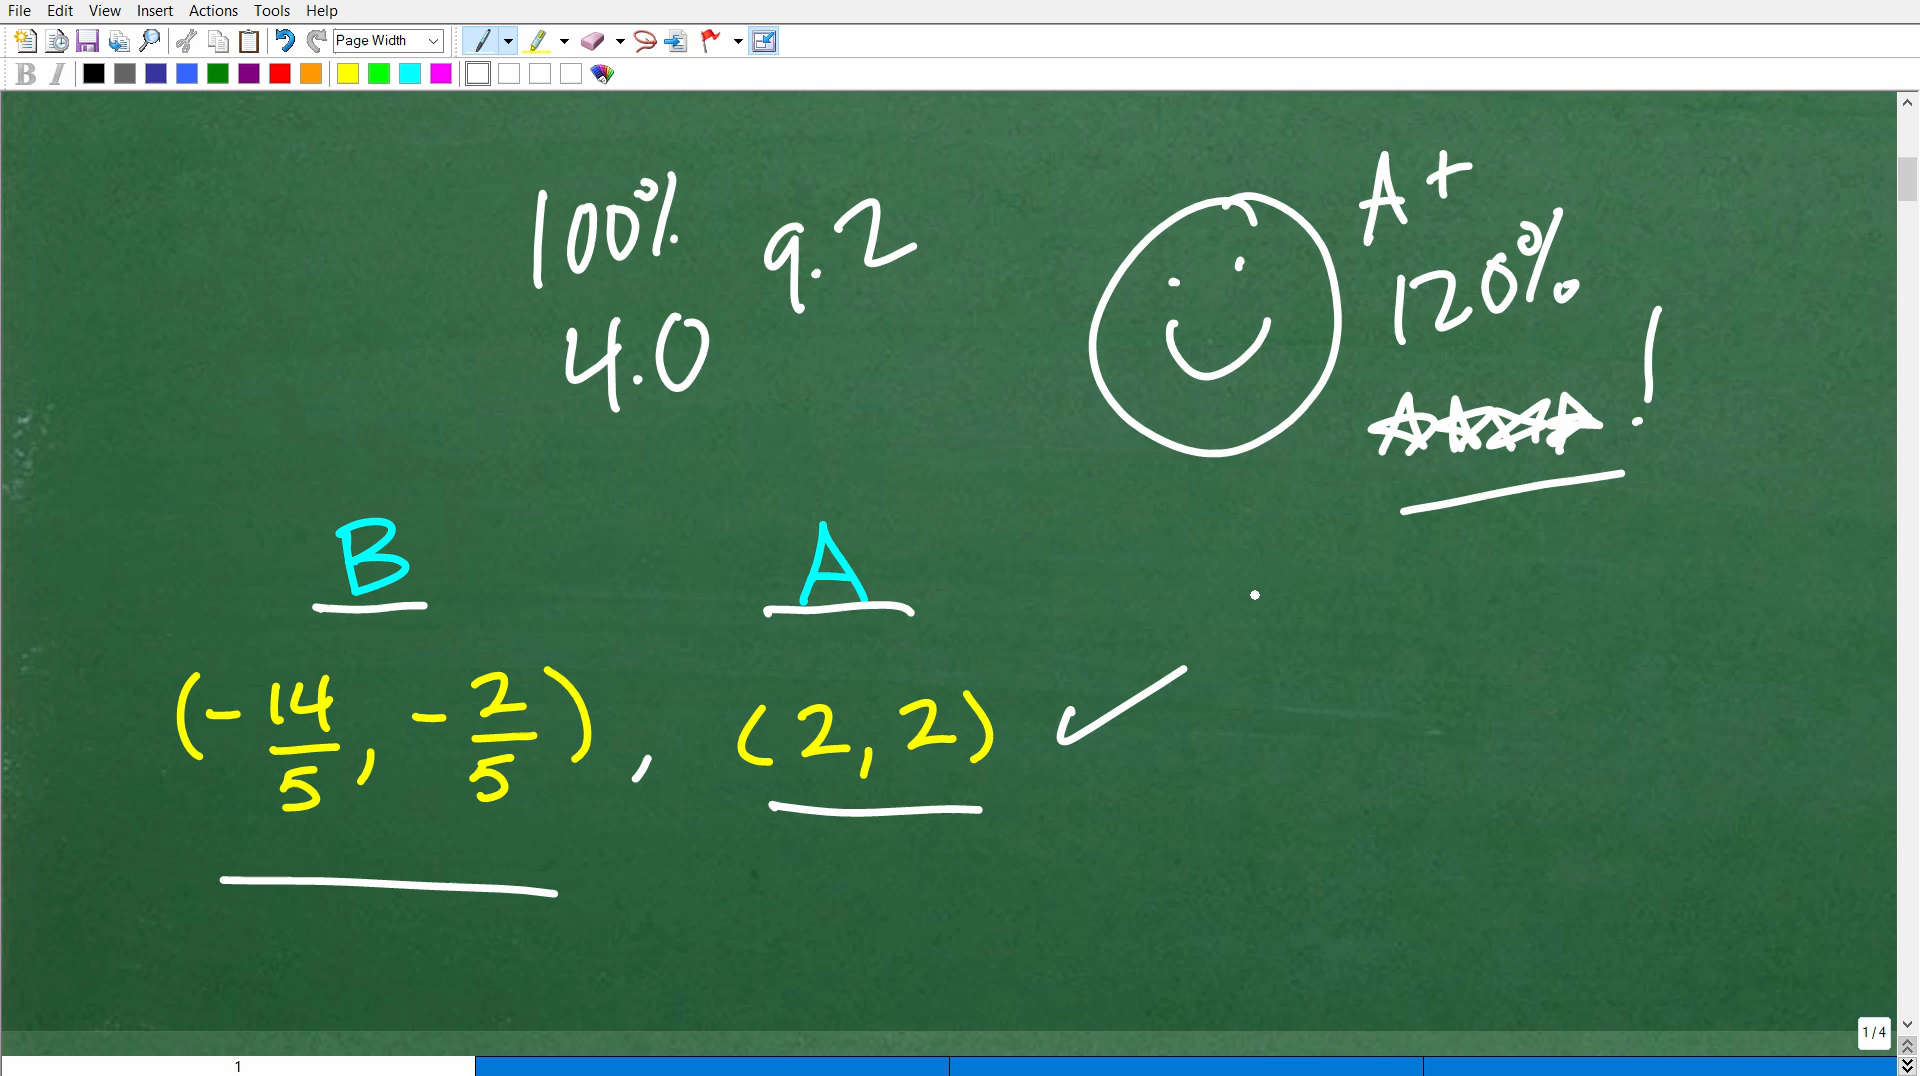 File Edit View Insert Actions Tools Help
Page Width
B I
100% 9.2
4.0
A+
120%
!
B A
(-14/5, -2/5), (2, 2)
1/4
1